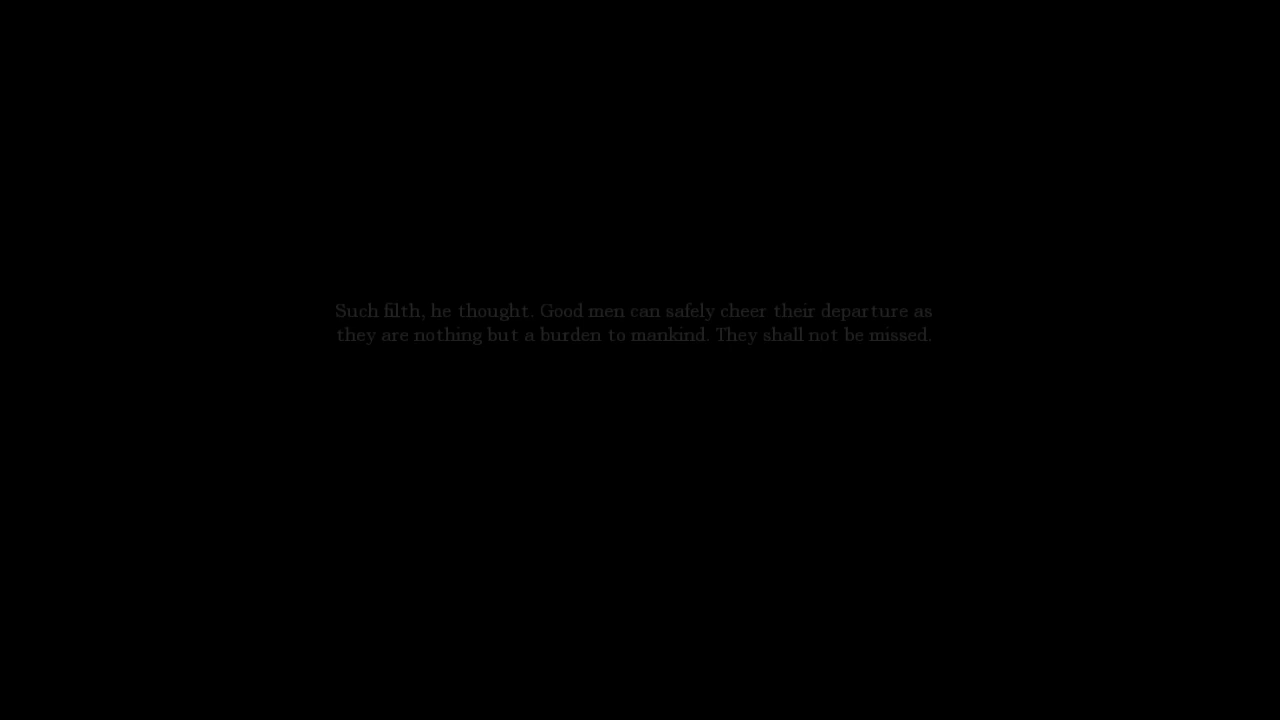 Such filth, he thought. Good men can safely cheer their departure as
they are nothing but a burden to mankind. They shall not be missed.